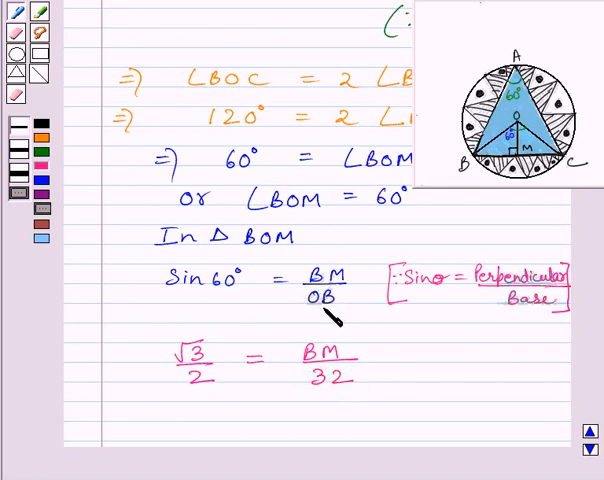 (∵
⇒ ∠BOC = 2 ∠B
⇒ 120° = 2 ∠
⇒ 60° = ∠BOM
or ∠BOM = 60°
In Δ BOM
Sin 60° = BM/OB [∵ Sinθ = Perpendicular/Base]
√3/2 = BM/32
A
60°
O
60°
M
B
C